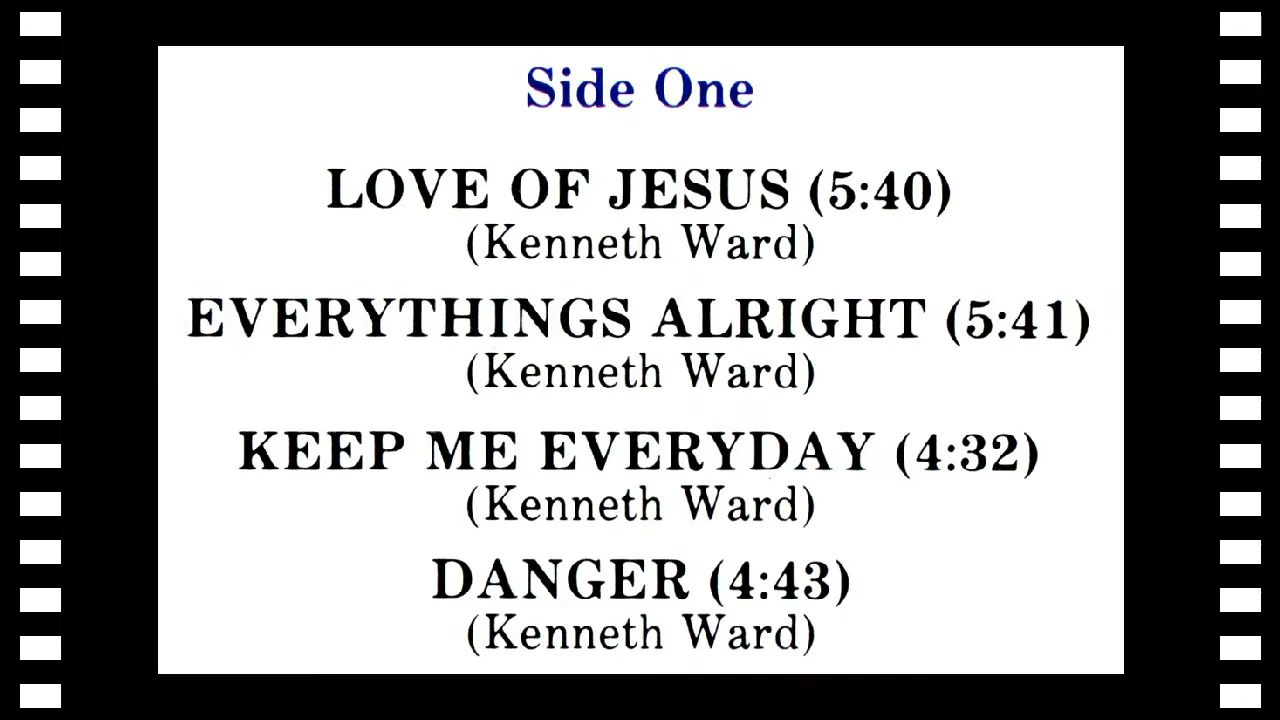 Side One
LOVE OF JESUS (5:40)
(Kenneth Ward)
EVERYTHINGS ALRIGHT (5:41)
(Kenneth Ward)
KEEP ME EVERYDAY (4:32)
(Kenneth Ward)
DANGER (4:43)
(Kenneth Ward)